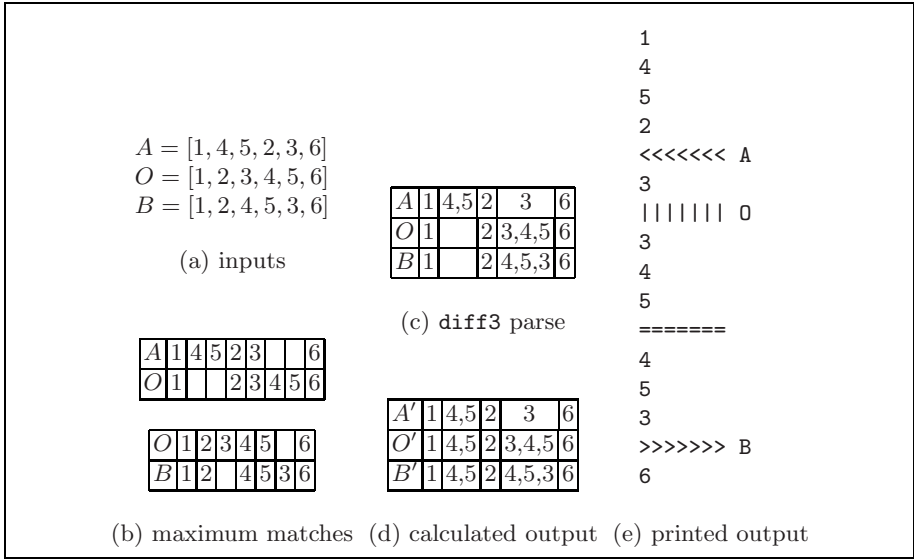 A = [1, 4, 5, 2, 3, 6]
O = [1, 2, 3, 4, 5, 6]
B = [1, 2, 4, 5, 3, 6]
(a) inputs
A 1 4 5 2 3 6
O 1 2 3 4 5 6
O 1 2 3 4 5 6
B 1 2 4 5 3 6
(b) maximum matches
A 1 4,5 2 3 6
O 1 2 3,4,5 6
B 1 2 4,5,3 6
(c) diff3 parse
A′ 1 4,5 2 3 6
O′ 1 4,5 2 3,4,5 6
B′ 1 4,5 2 4,5,3 6
(d) calculated output
1
4
5
2
<<<<<<< A
3
||||||| O
3
4
5
=======
4
5
3
>>>>>>> B
6
(e) printed output